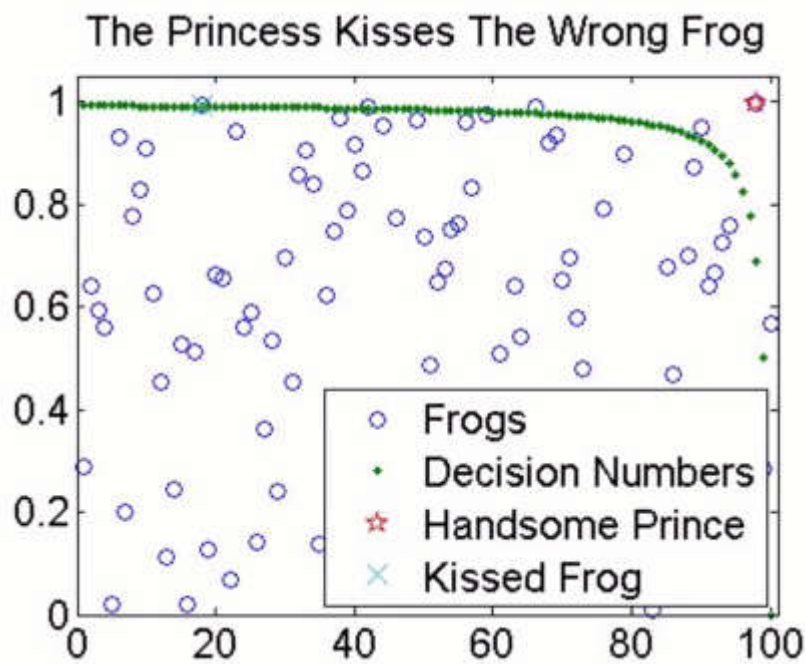 The Princess Kisses The Wrong Frog
1
0.8
0.6
0.4
0.2
0
Frogs
Decision Numbers
Handsome Prince
Kissed Frog
0 20 40 60 80 100